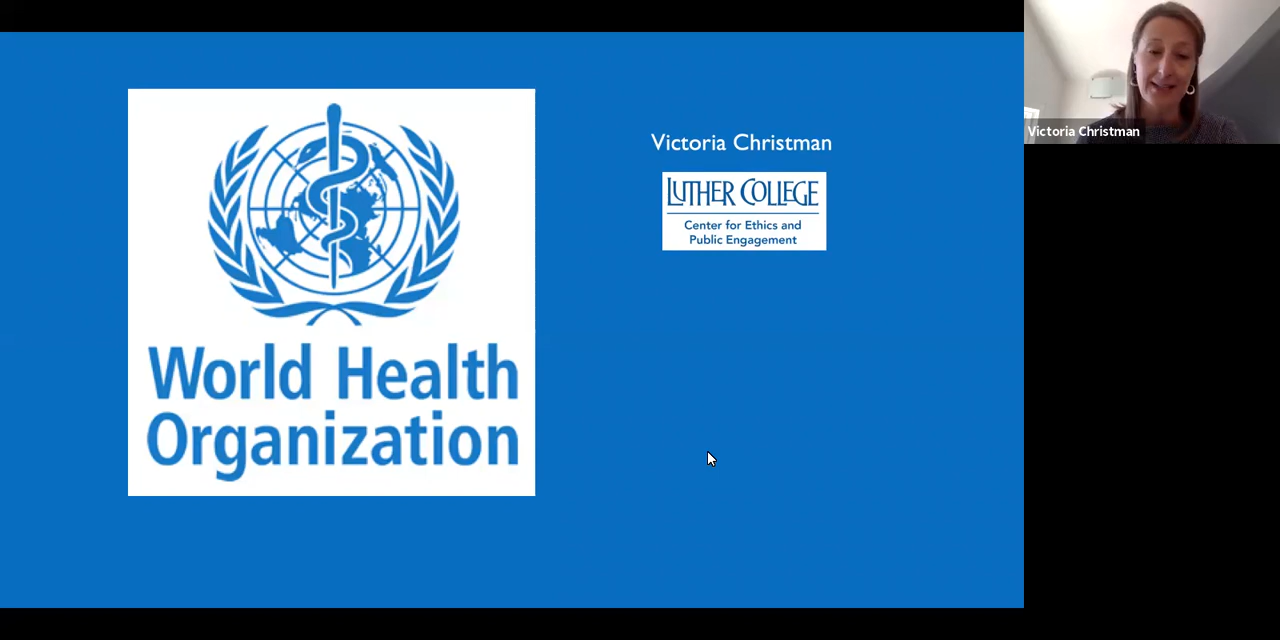 World Health
Organization
Victoria Christman
LUTHER COLLEGE
Center for Ethics and
Public Engagement
Victoria Christman